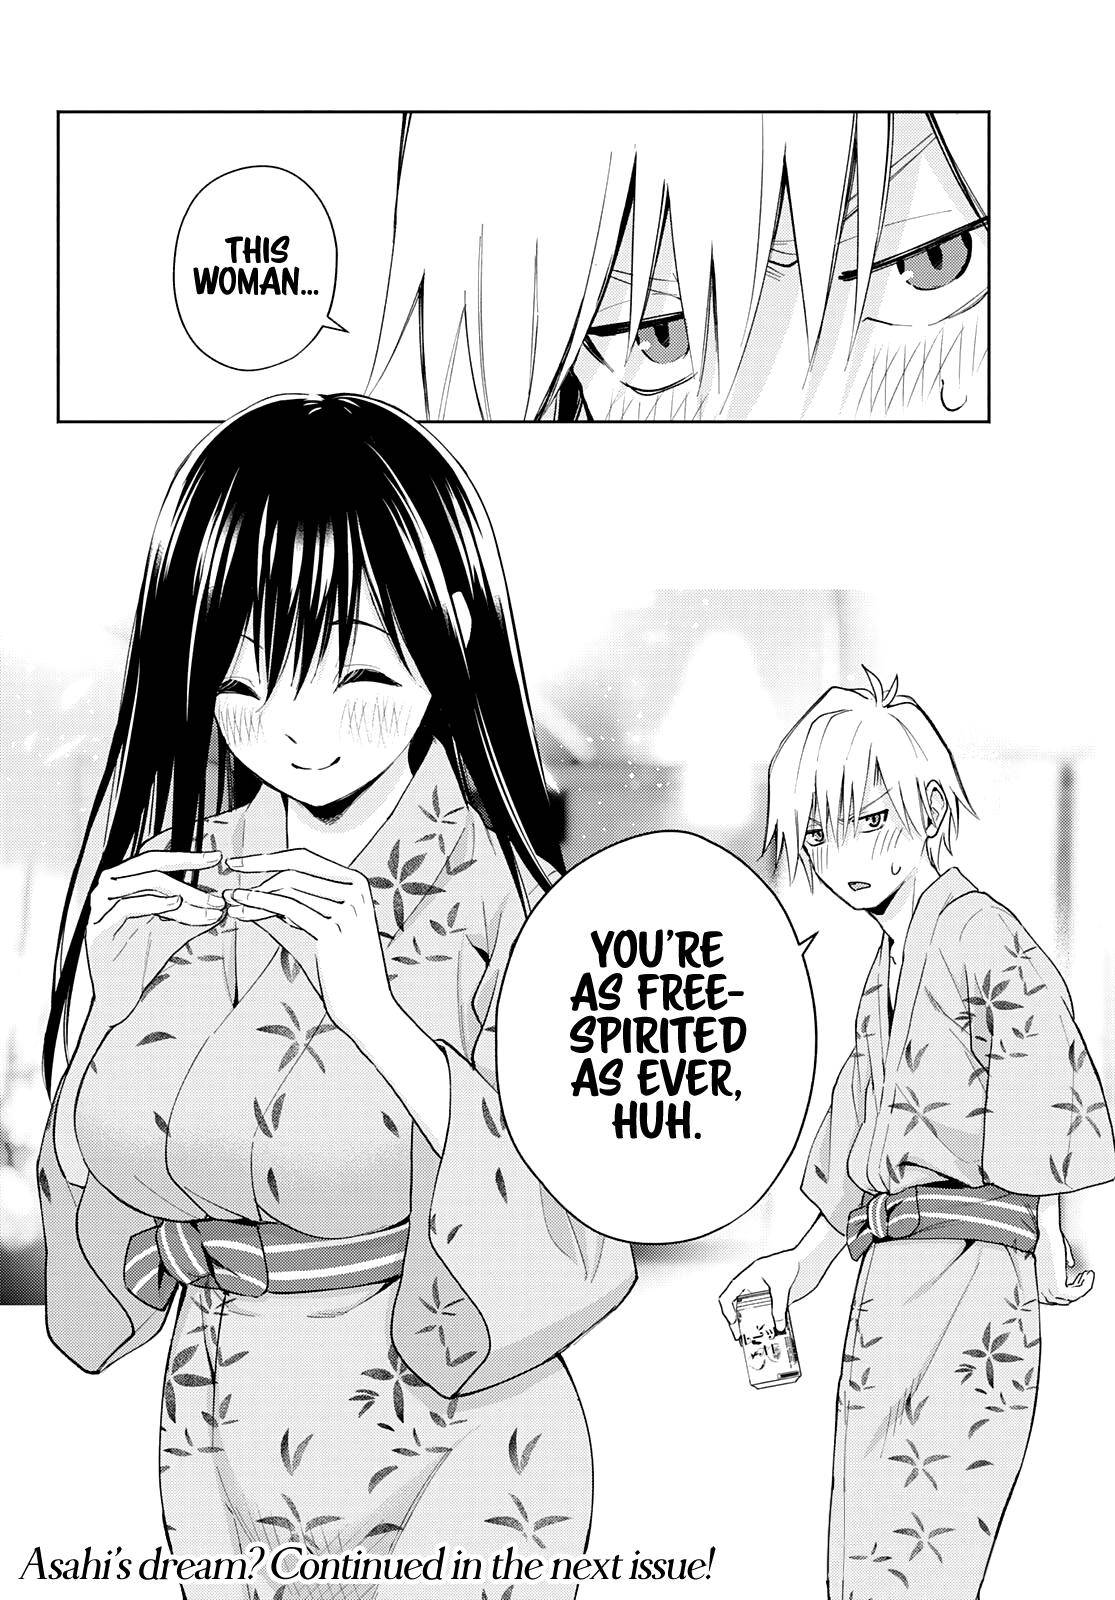 THIS
WOMAN...
YOU'RE
AS FREE-
SPIRITED
AS EVER,
HUH.
Asahi's dream? Continued in the next issue!